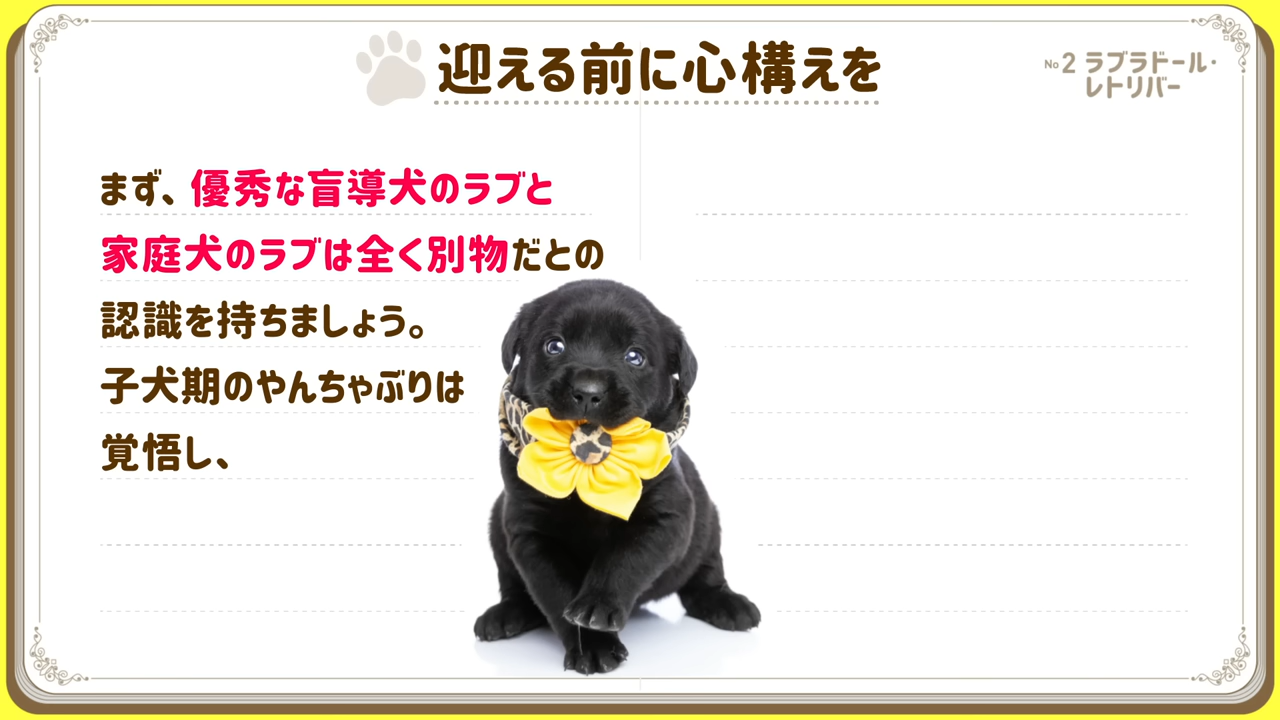 迎える前に心構えを
No2 ラブラドール・
レトリバー
まず、優秀な盲導犬のラブと
家庭犬のラブは全く別物だとの
認識を持ちましょう。
子犬期のやんちゃぶりは
覚悟し、